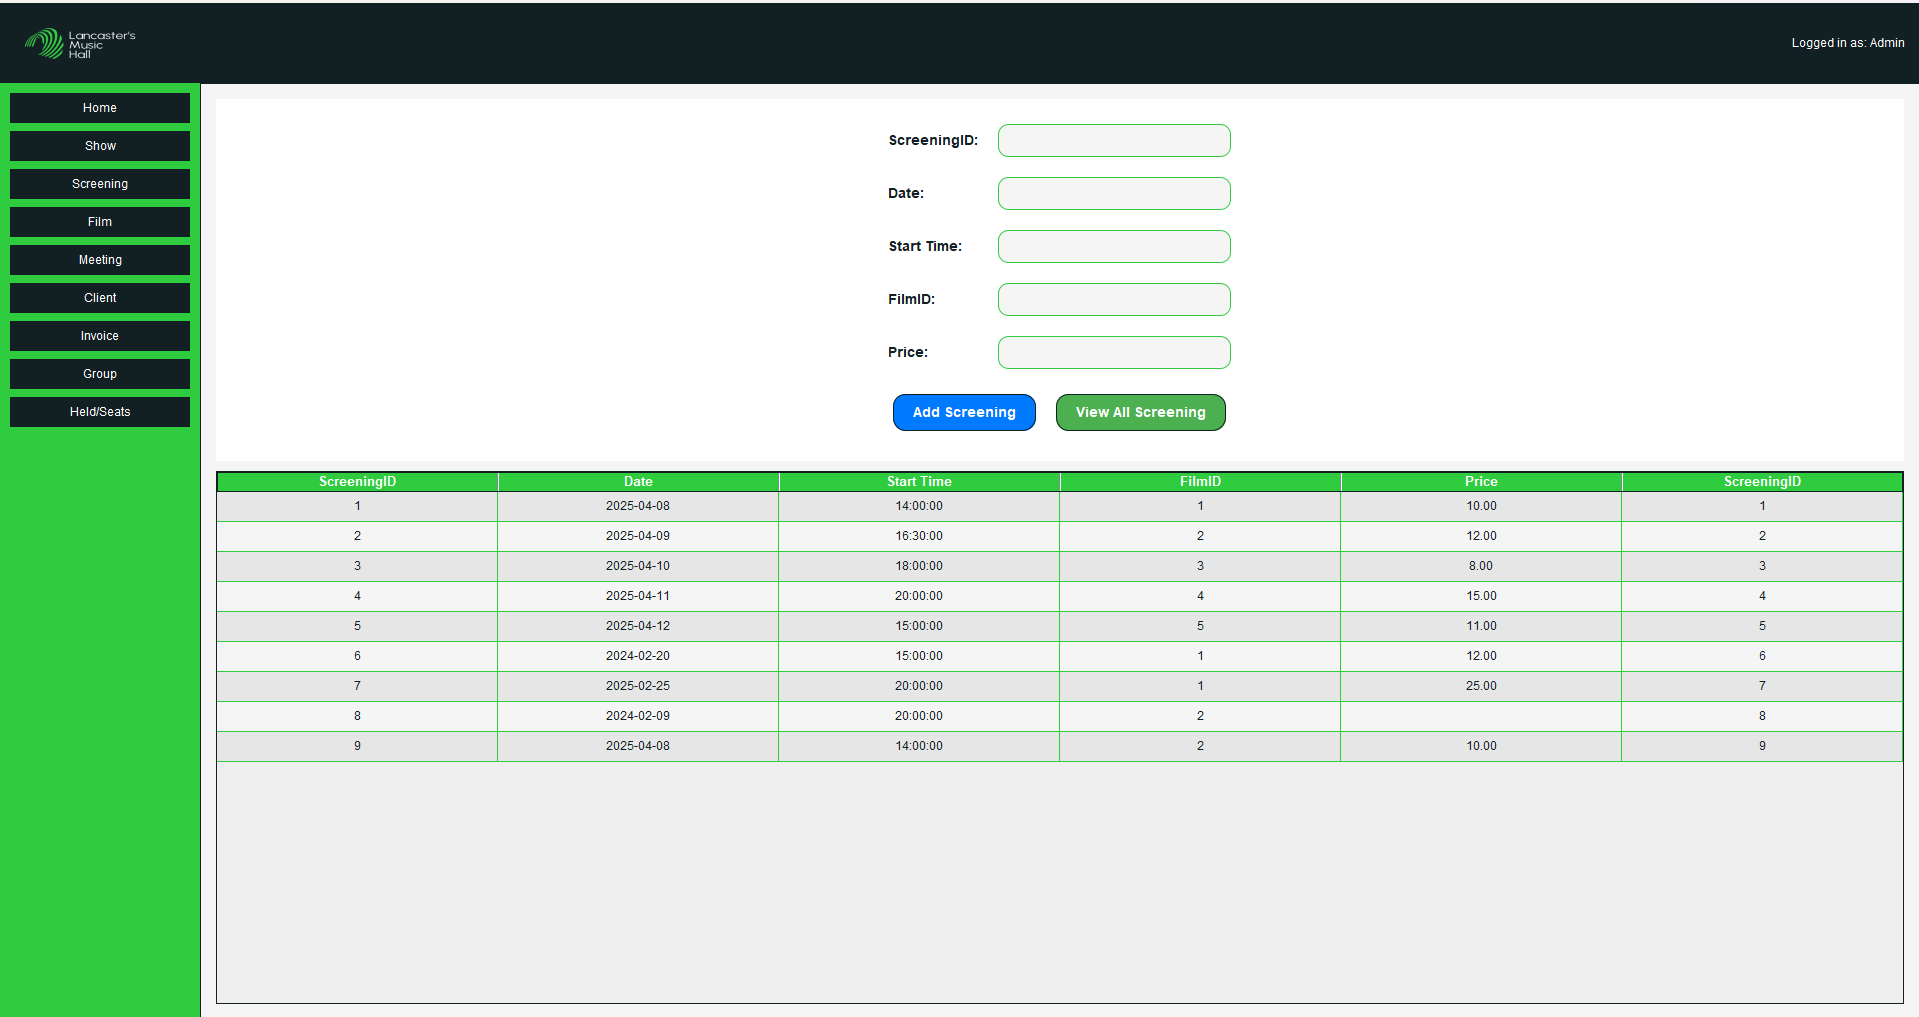 Lancaster's
Music
Hall
Logged in as: Admin
Home
Show
Screening
Film
Meeting
Client
Invoice
Group
Held/Seats
ScreeningID:
Date:
Start Time:
FilmID:
Price:
Add Screening View All Screening
ScreeningID Date Start Time FilmID Price ScreeningID
1 2025-04-08 14:00:00 1 10.00 1
2 2025-04-09 16:30:00 2 12.00 2
3 2025-04-10 18:00:00 3 8.00 3
4 2025-04-11 20:00:00 4 15.00 4
5 2025-04-12 15:00:00 5 11.00 5
6 2024-02-20 15:00:00 1 12.00 6
7 2025-02-25 20:00:00 1 25.00 7
8 2024-02-09 20:00:00 2 8
9 2025-04-08 14:00:00 2 10.00 9